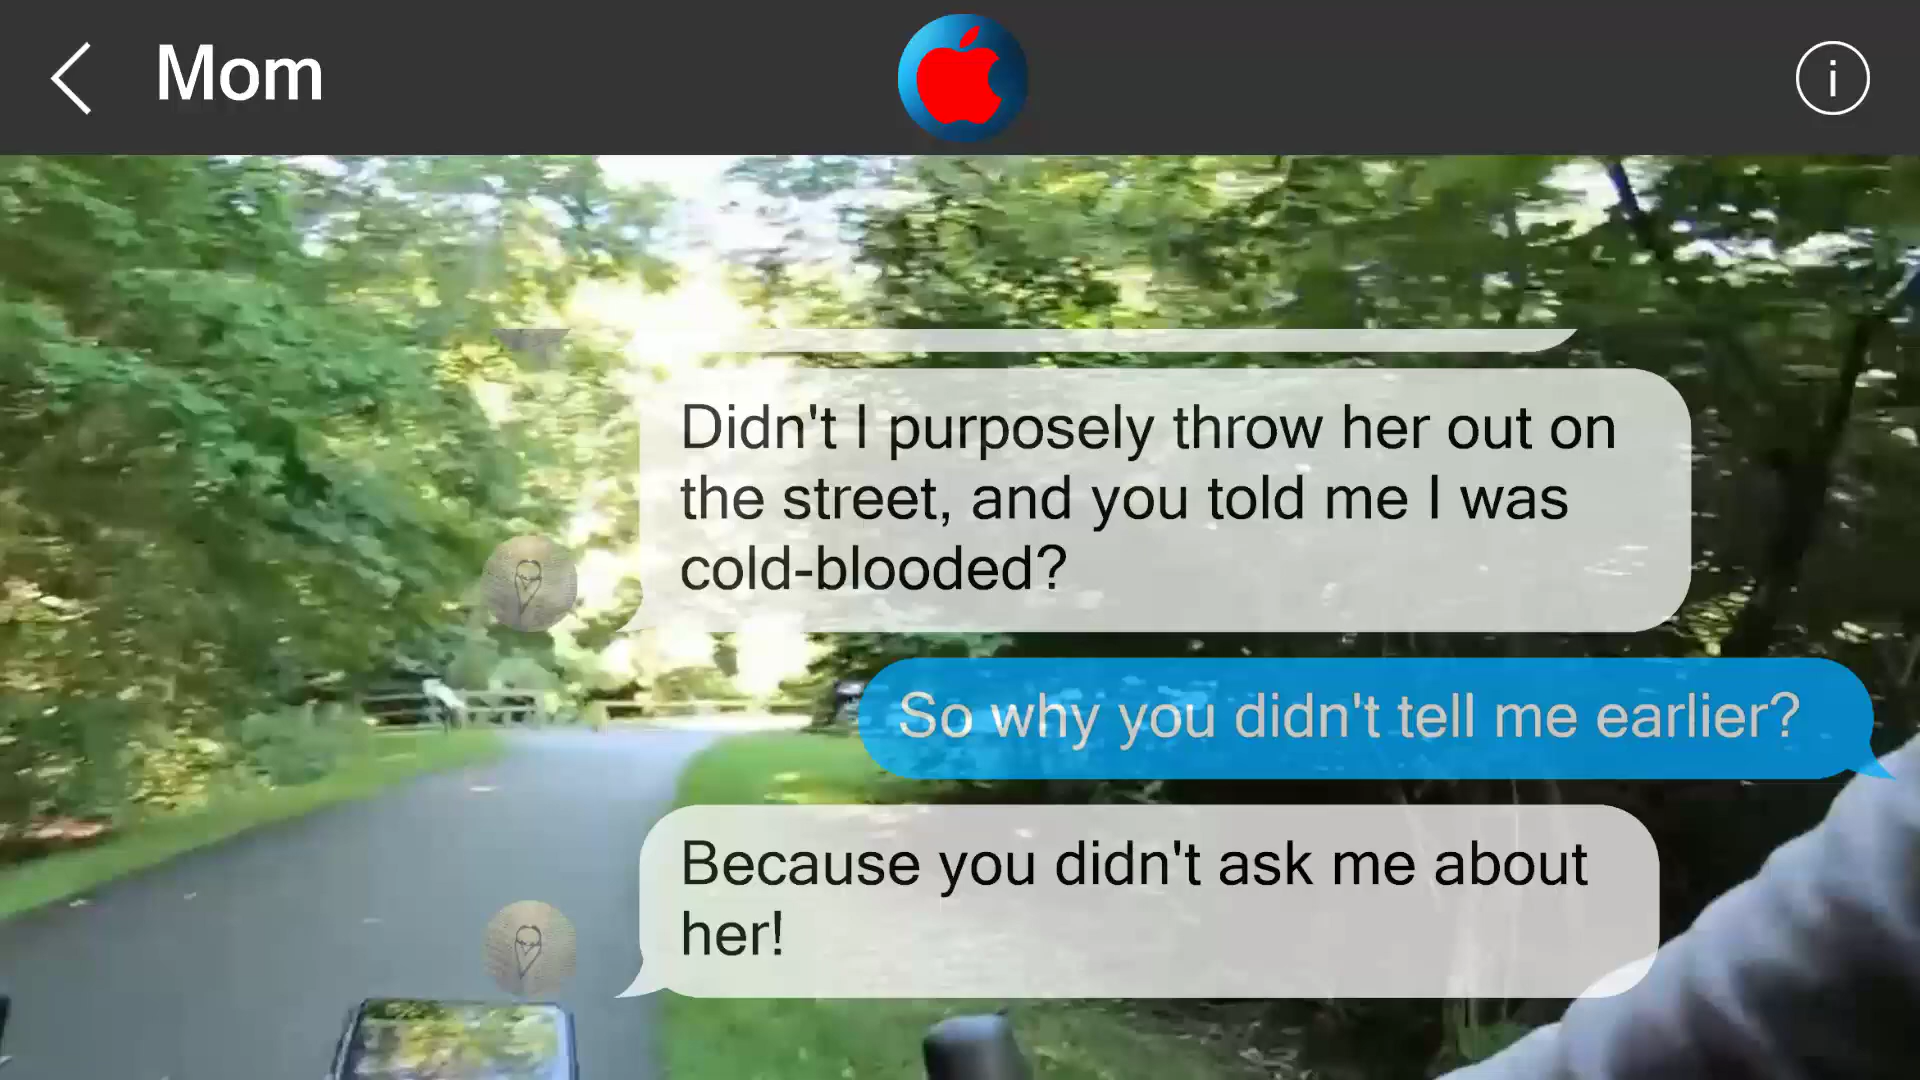 Mom
i
Didn't I purposely throw her out on
the street, and you told me I was
cold-blooded?
So why you didn't tell me earlier?
Because you didn't ask me about
her!